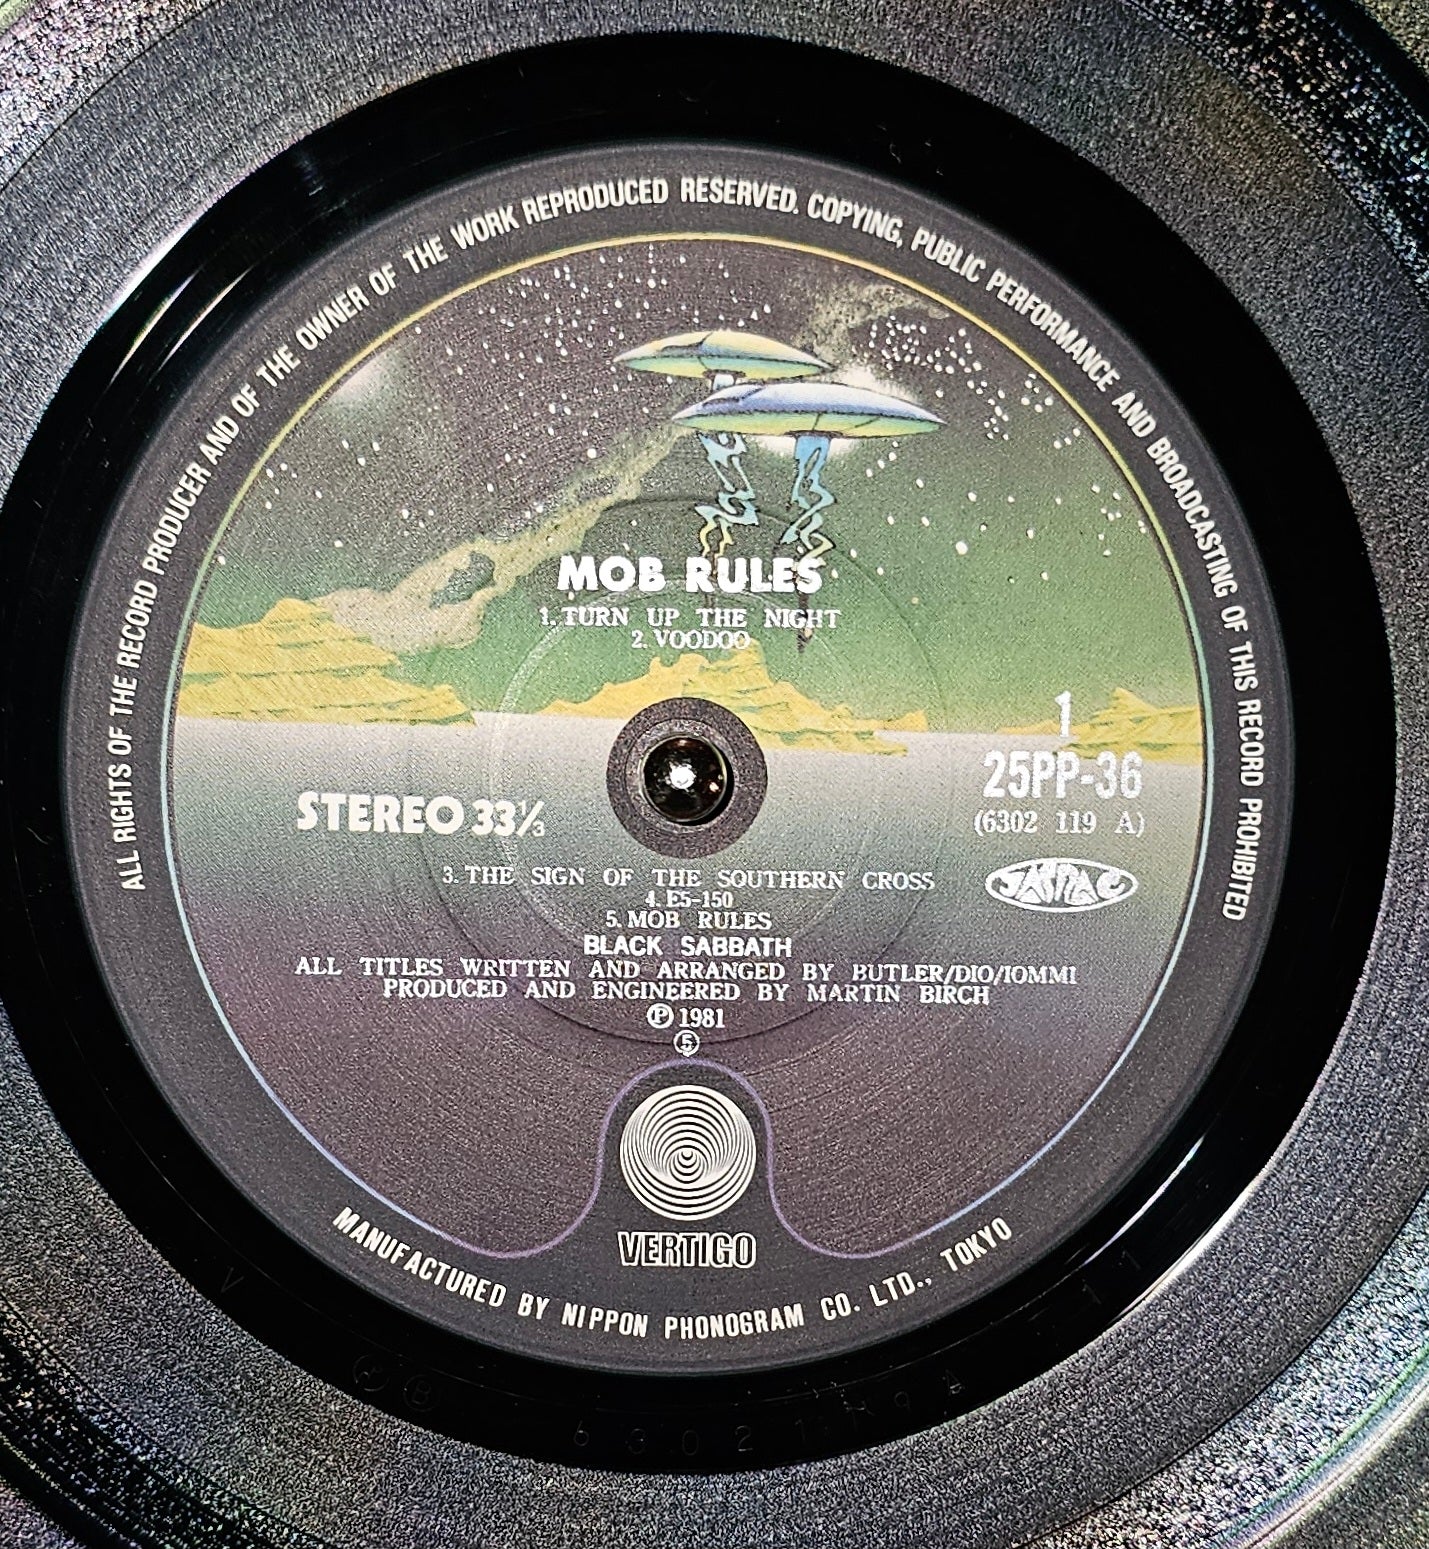 ALL RIGHTS OF THE RECORD PRODUCER AND OF THE OWNER OF THE WORK REPRODUCED RESERVED. COPYING, PUBLIC PERFORMANCE AND BROADCASTING OF THIS RECORD PROHIBITED
MOB RULES
1. TURN UP THE NIGHT
2. VOODOO
1
25PP-36
(6302 119 A)
STEREO 33⅓
JASRAC
3. THE SIGN OF THE SOUTHERN CROSS
4. E5-150
5. MOB RULES
BLACK SABBATH
ALL TITLES WRITTEN AND ARRANGED BY BUTLER/DIO/IOMMI
PRODUCED AND ENGINEERED BY MARTIN BIRCH
Ⓟ 1981
⑤
VERTIGO
MANUFACTURED BY NIPPON PHONOGRAM CO. LTD., TOKYO